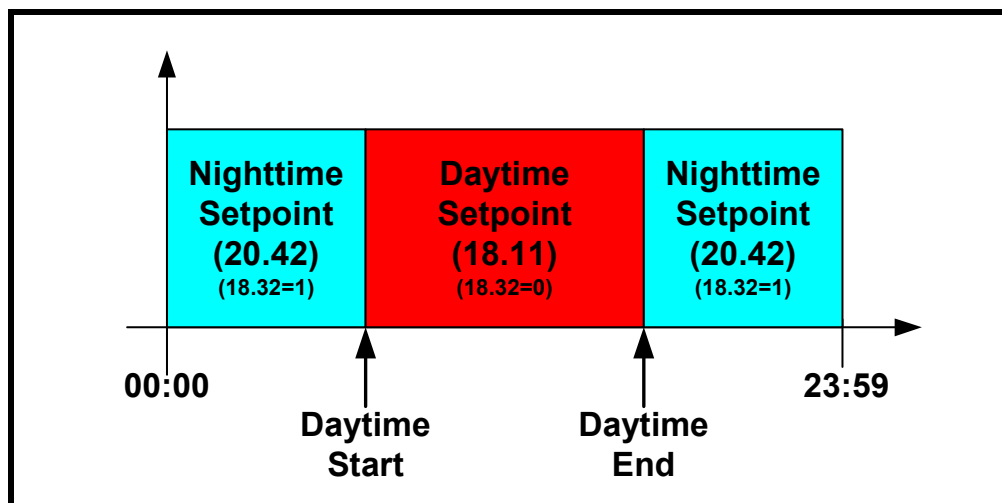 Nighttime
Setpoint
(20.42)
(18.32=1)
Daytime
Setpoint
(18.11)
(18.32=0)
Nighttime
Setpoint
(20.42)
(18.32=1)
00:00
23:59
Daytime
Start
Daytime
End